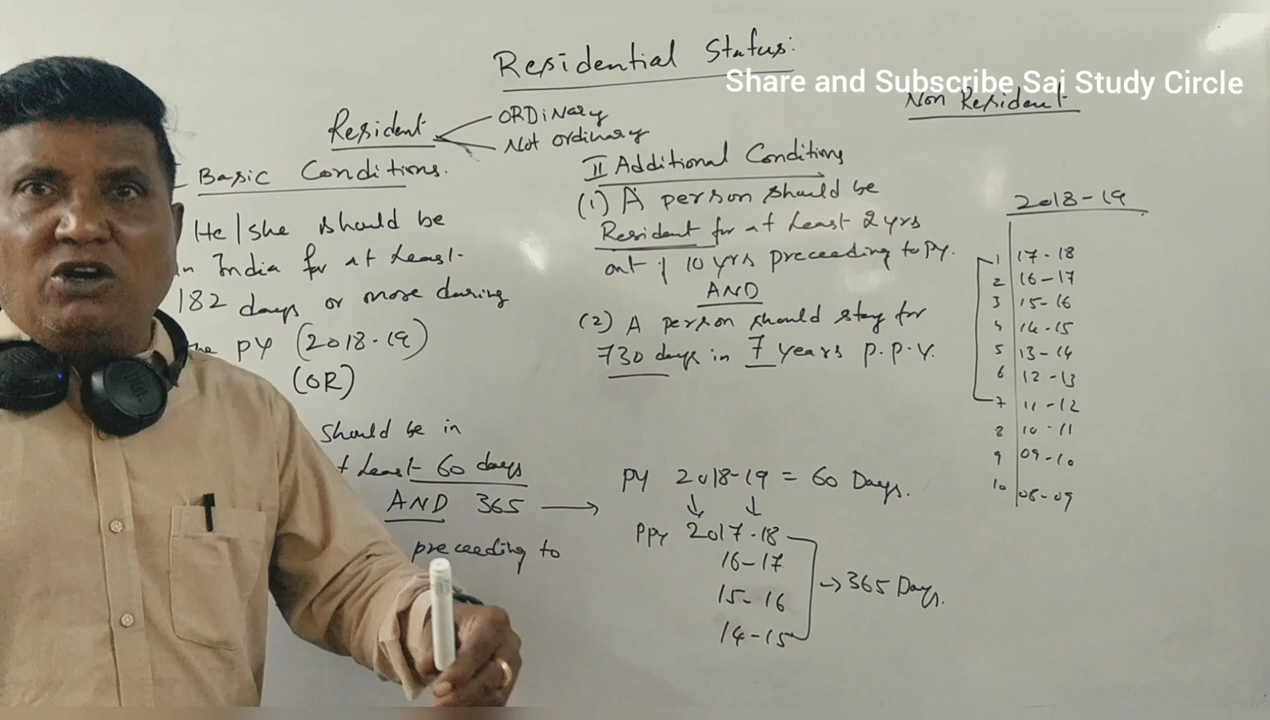 Residential Status:
Share and Subscribe Sai Study Circle
Non Resident
Resident
ORDiNary
Not ordinary
I Basic Conditions.
He/she should be
in India for at Least
182 days or more during
the PY (2018-19)
(OR)
should be in
t Least 60 days
AND 365 →
preceeding to
II Additional Conditions
(1) A person should be
Resident for at Least 2 yrs
out of 10 yrs preceeding to PY.
AND
(2) A person should stay for
730 days in 7 years P.P.Y.
PY 2018-19 = 60 Days.
PPY 2017-18
16-17
15-16
14-15
→ 365 Days.
2018-19
1 17-18
2 16-17
3 15-16
4 14-15
5 13-14
6 12-13
7 11-12
8 10-11
9 09-10
10 08-09